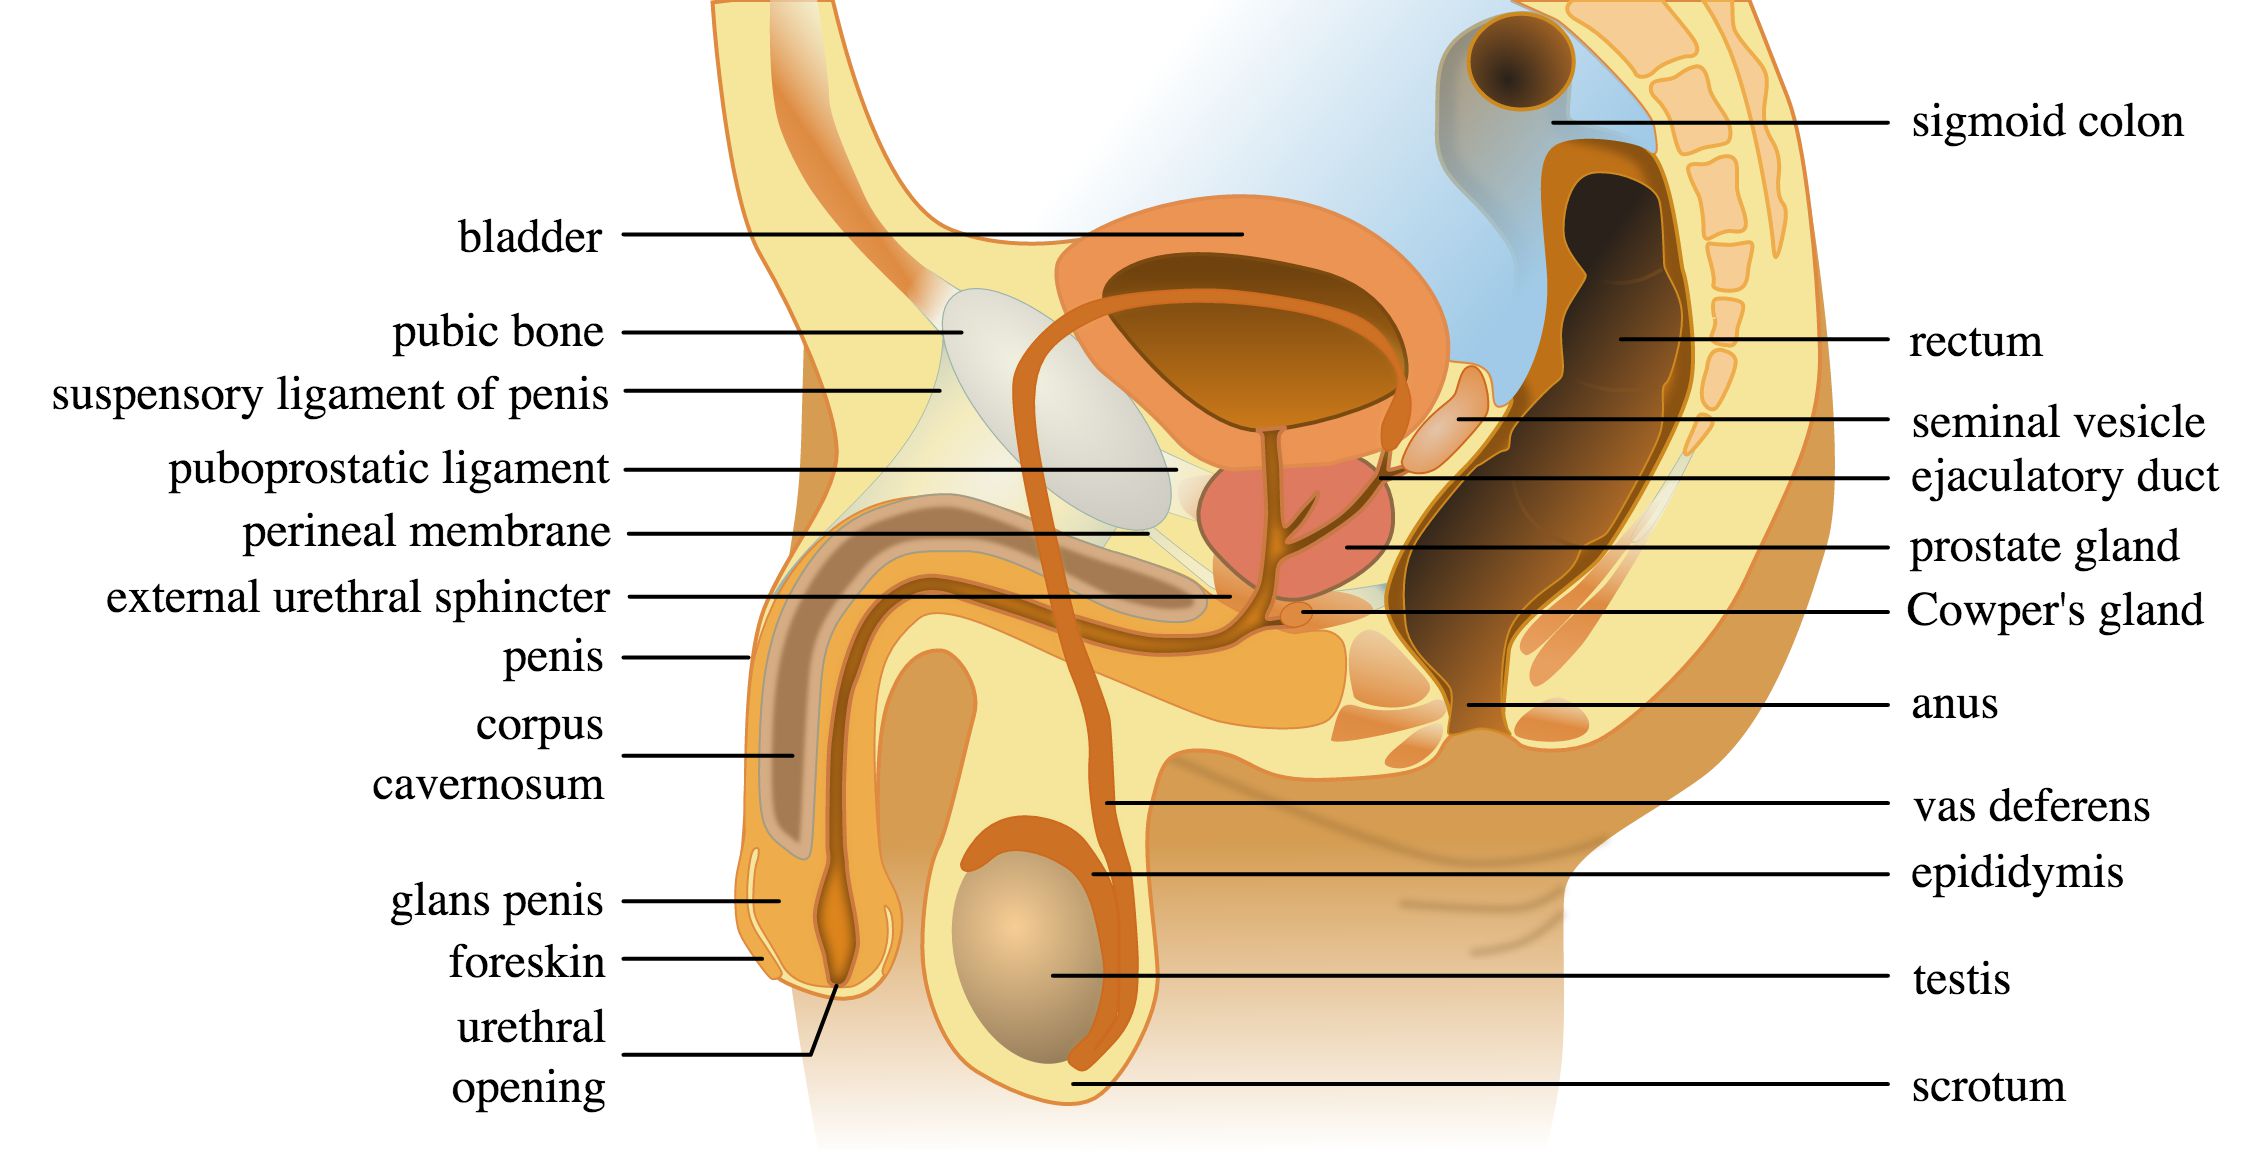 bladder
pubic bone
suspensory ligament of penis
puboprostatic ligament
perineal membrane
external urethral sphincter
penis
corpus
cavernosum
glans penis
foreskin
urethral
opening
sigmoid colon
rectum
seminal vesicle
ejaculatory duct
prostate gland
Cowper's gland
anus
vas deferens
epididymis
testis
scrotum